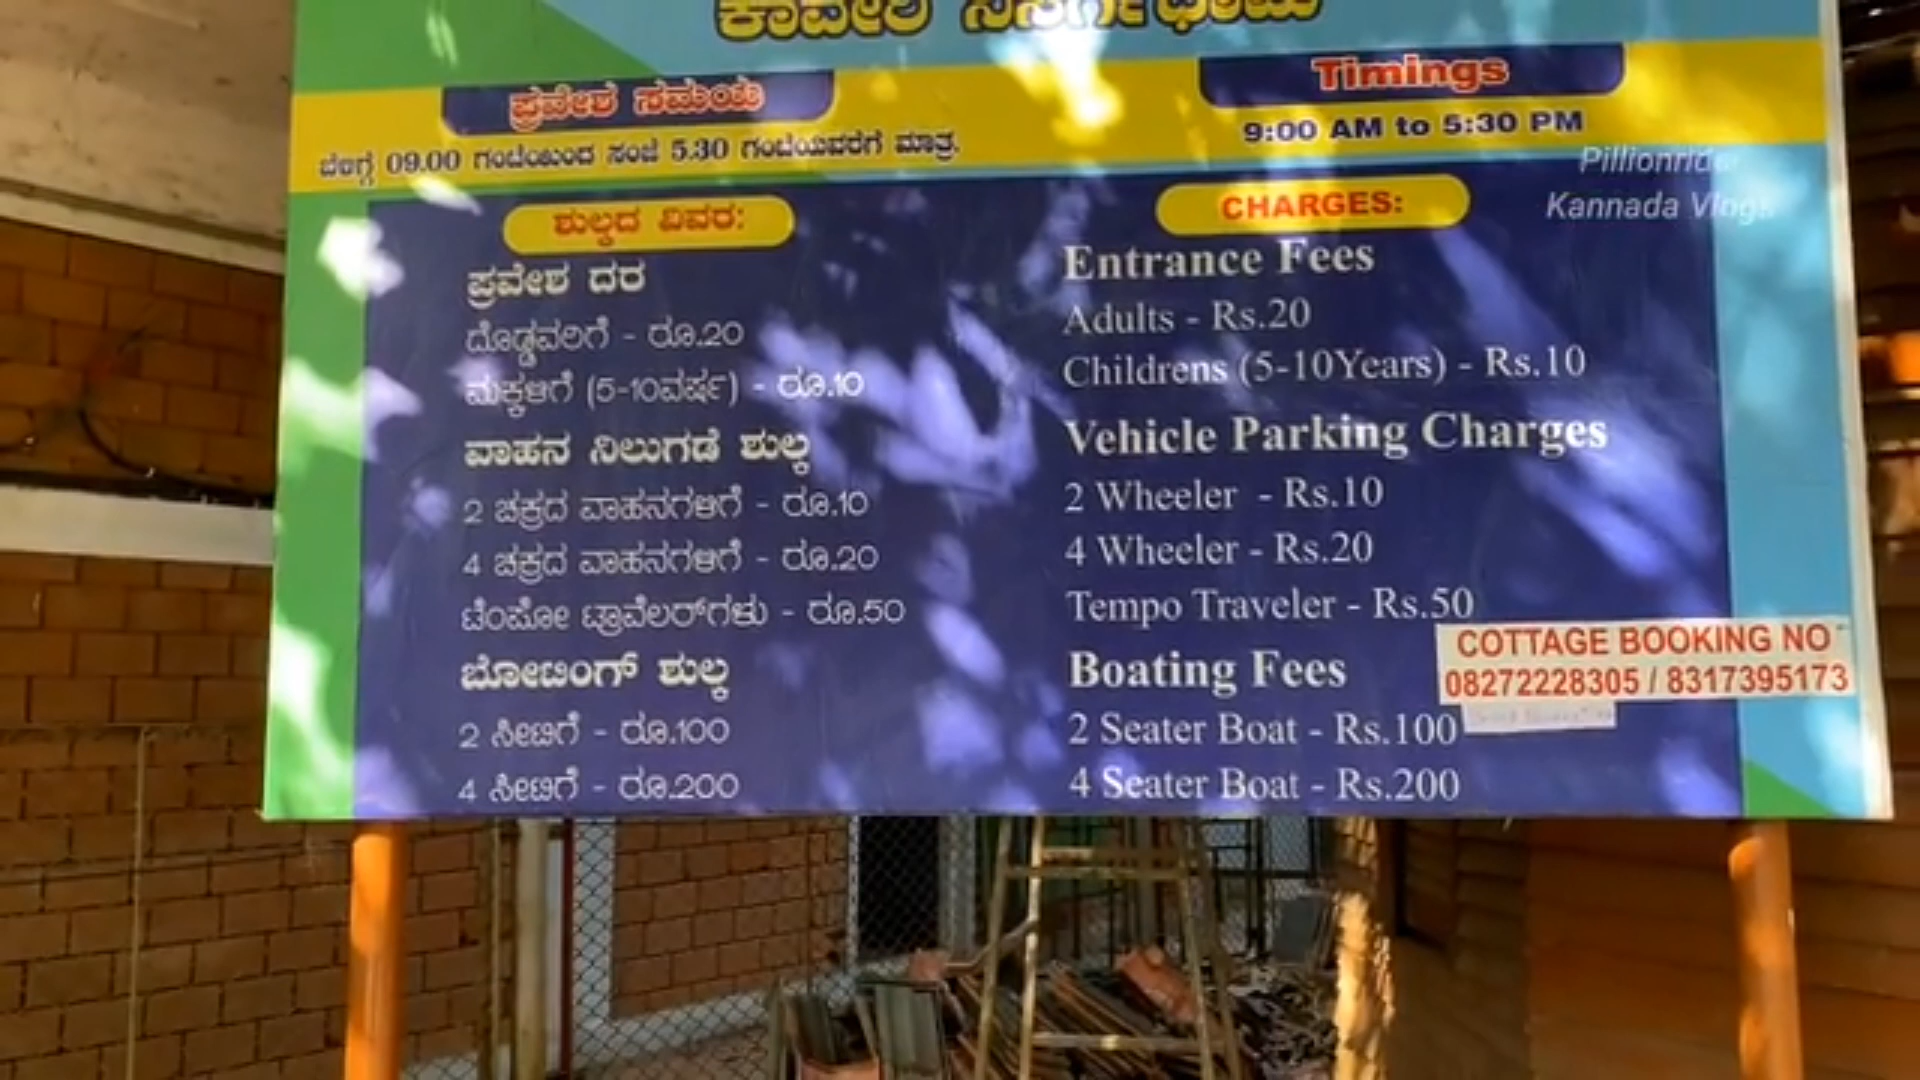 ಕಾವೇರಿ ನಿಸರ್ಗಧಾಮ
ಪ್ರವೇಶ ಸಮಯ
ಬೆಳಿಗ್ಗೆ 09.00 ಗಂಟೆಯಿಂದ ಸಂಜೆ 5.30 ಗಂಟೆಯವರೆಗೆ ಮಾತ್ರ.
Timings
9:00 AM to 5:30 PM
Pillionride
Kannada Vlogs
ಶುಲ್ಕದ ವಿವರ:
ಪ್ರವೇಶ ದರ
ದೊಡ್ಡವರಿಗೆ - ರೂ.20
ಮಕ್ಕಳಿಗೆ (5-10ವರ್ಷ) - ರೂ.10
ವಾಹನ ನಿಲುಗಡೆ ಶುಲ್ಕ
2 ಚಕ್ರದ ವಾಹನಗಳಿಗೆ - ರೂ.10
4 ಚಕ್ರದ ವಾಹನಗಳಿಗೆ - ರೂ.20
ಟೆಂಪೋ ಟ್ರಾವೆಲರ್‌ಗಳು - ರೂ.50
ಬೋಟಿಂಗ್ ಶುಲ್ಕ
2 ಸೀಟಿಗೆ - ರೂ.100
4 ಸೀಟಿಗೆ - ರೂ.200
CHARGES:
Entrance Fees
Adults - Rs.20
Childrens (5-10Years) - Rs.10
Vehicle Parking Charges
2 Wheeler - Rs.10
4 Wheeler - Rs.20
Tempo Traveler - Rs.50
Boating Fees
2 Seater Boat - Rs.100
4 Seater Boat - Rs.200
COTTAGE BOOKING NO
08272228305 / 8317395173